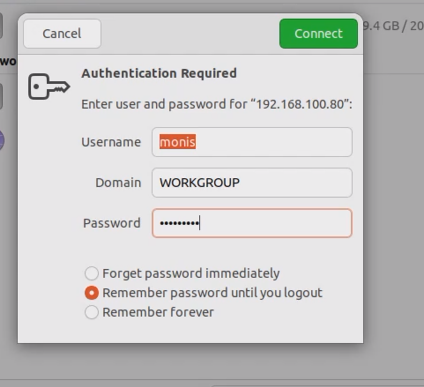 Cancel
Connect
9.4 GB / 20
wo
Authentication Required
Enter user and password for “192.168.100.80”:
Username monis
Domain WORKGROUP
Password •••••••••
Forget password immediately
Remember password until you logout
Remember forever